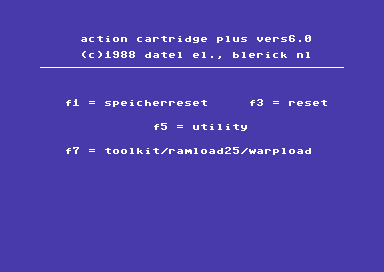 action cartridge plus vers6.0
(c)1988 datel el., blerick nl
f1 = speicherreset f3 = reset
f5 = utility
f7 = toolkit/ramload25/warpload